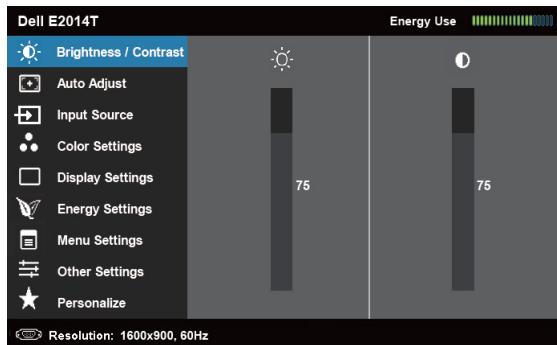 Dell E2014T
Energy Use
Brightness / Contrast
Auto Adjust
Input Source
Color Settings
Display Settings
Energy Settings
Menu Settings
Other Settings
Personalize
75
75
Resolution: 1600x900, 60Hz